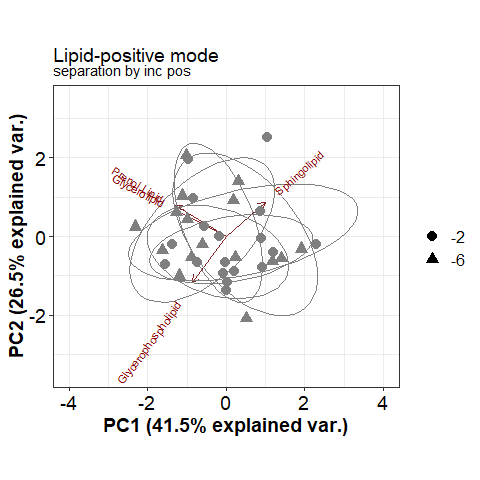 Lipid-positive mode
separation by inc pos
Sphingolipid
Glycerolipid
Glycerophospholipid
2
0
-2
-4
-2
0
2
4
PC2 (26.5% explained var.)
PC1 (41.5% explained var.)
-2
-6